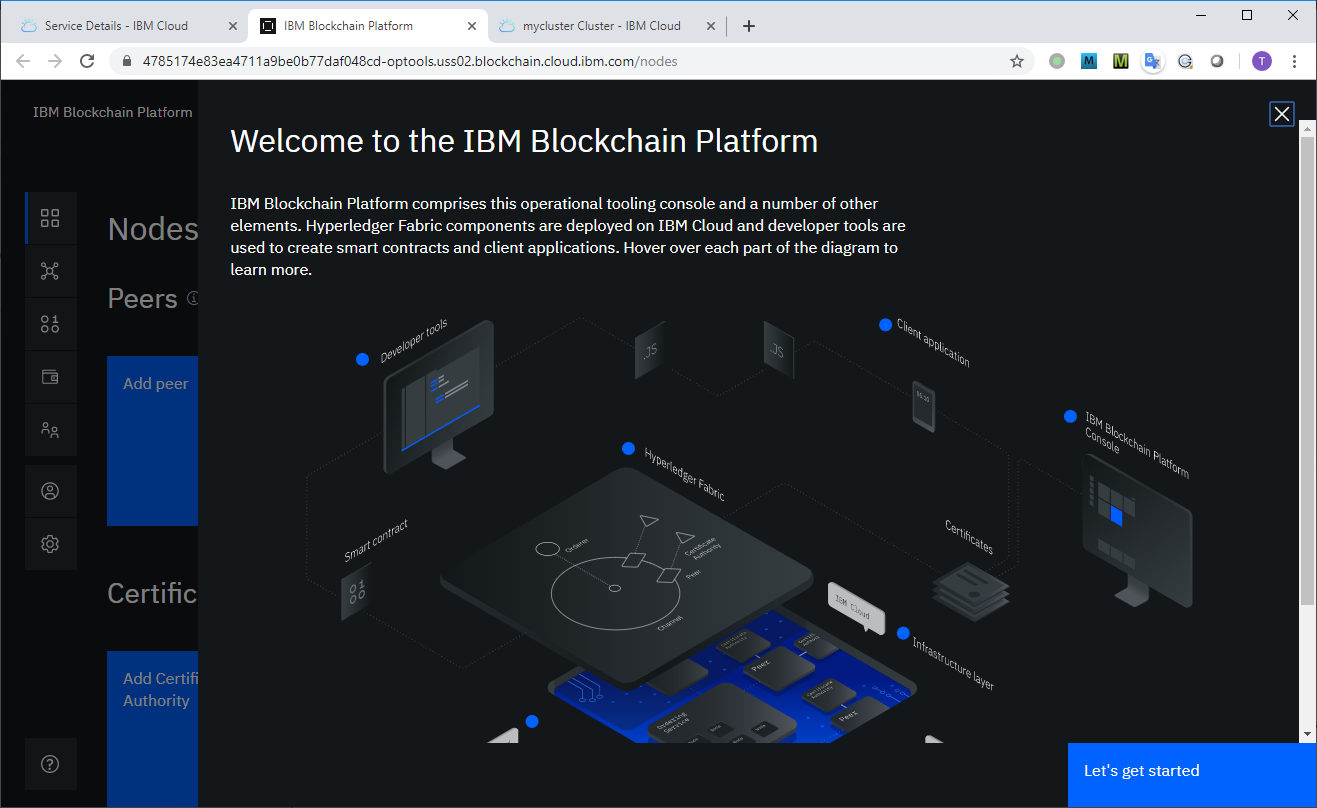 Service Details - IBM Cloud
IBM Blockchain Platform
mycluster Cluster - IBM Cloud
4785174e83ea4711a9be0b77daf048cd-optools.uss02.blockchain.cloud.ibm.com/nodes
M
M
T
IBM Blockchain Platform
Nodes
Peers
Add peer
Certific
Add Certifi
Authority
Welcome to the IBM Blockchain Platform
IBM Blockchain Platform comprises this operational tooling console and a number of other
elements. Hyperledger Fabric components are deployed on IBM Cloud and developer tools are
used to create smart contracts and client applications. Hover over each part of the diagram to
learn more.
Developer tools
.JS
.JS
Client application
IBM Blockchain Platform
Console
Hyperledger Fabric
Orderer
Certificate
Authority
Peer
Channel
Smart contract
Certificates
IBM Cloud
Infrastructure layer
Peer
Certificate
Authority
Peer
Ordering
Service
Let's get started